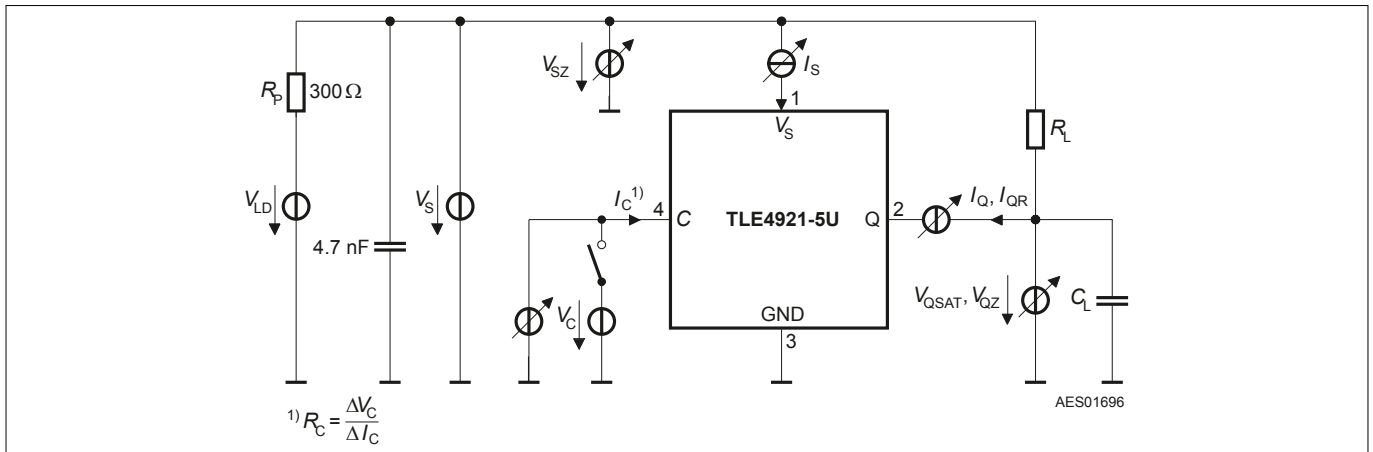 V_SZ
I_S
1
R_P 300 Ω
V_S
R_L
V_LD
V_S
I_C 1)
4
C
TLE4921-5U
Q
2
I_Q, I_QR
4.7 nF
V_C
V_QSAT, V_QZ
C_L
GND
3
AES01696
1) R_C = ΔV_C / ΔI_C